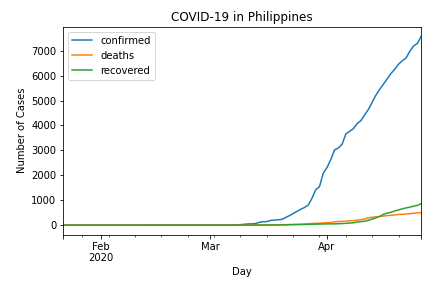 COVID-19 in Philippines
confirmed
deaths
recovered
Number of Cases
7000
6000
5000
4000
3000
2000
1000
0
Feb
2020
Mar
Apr
Day